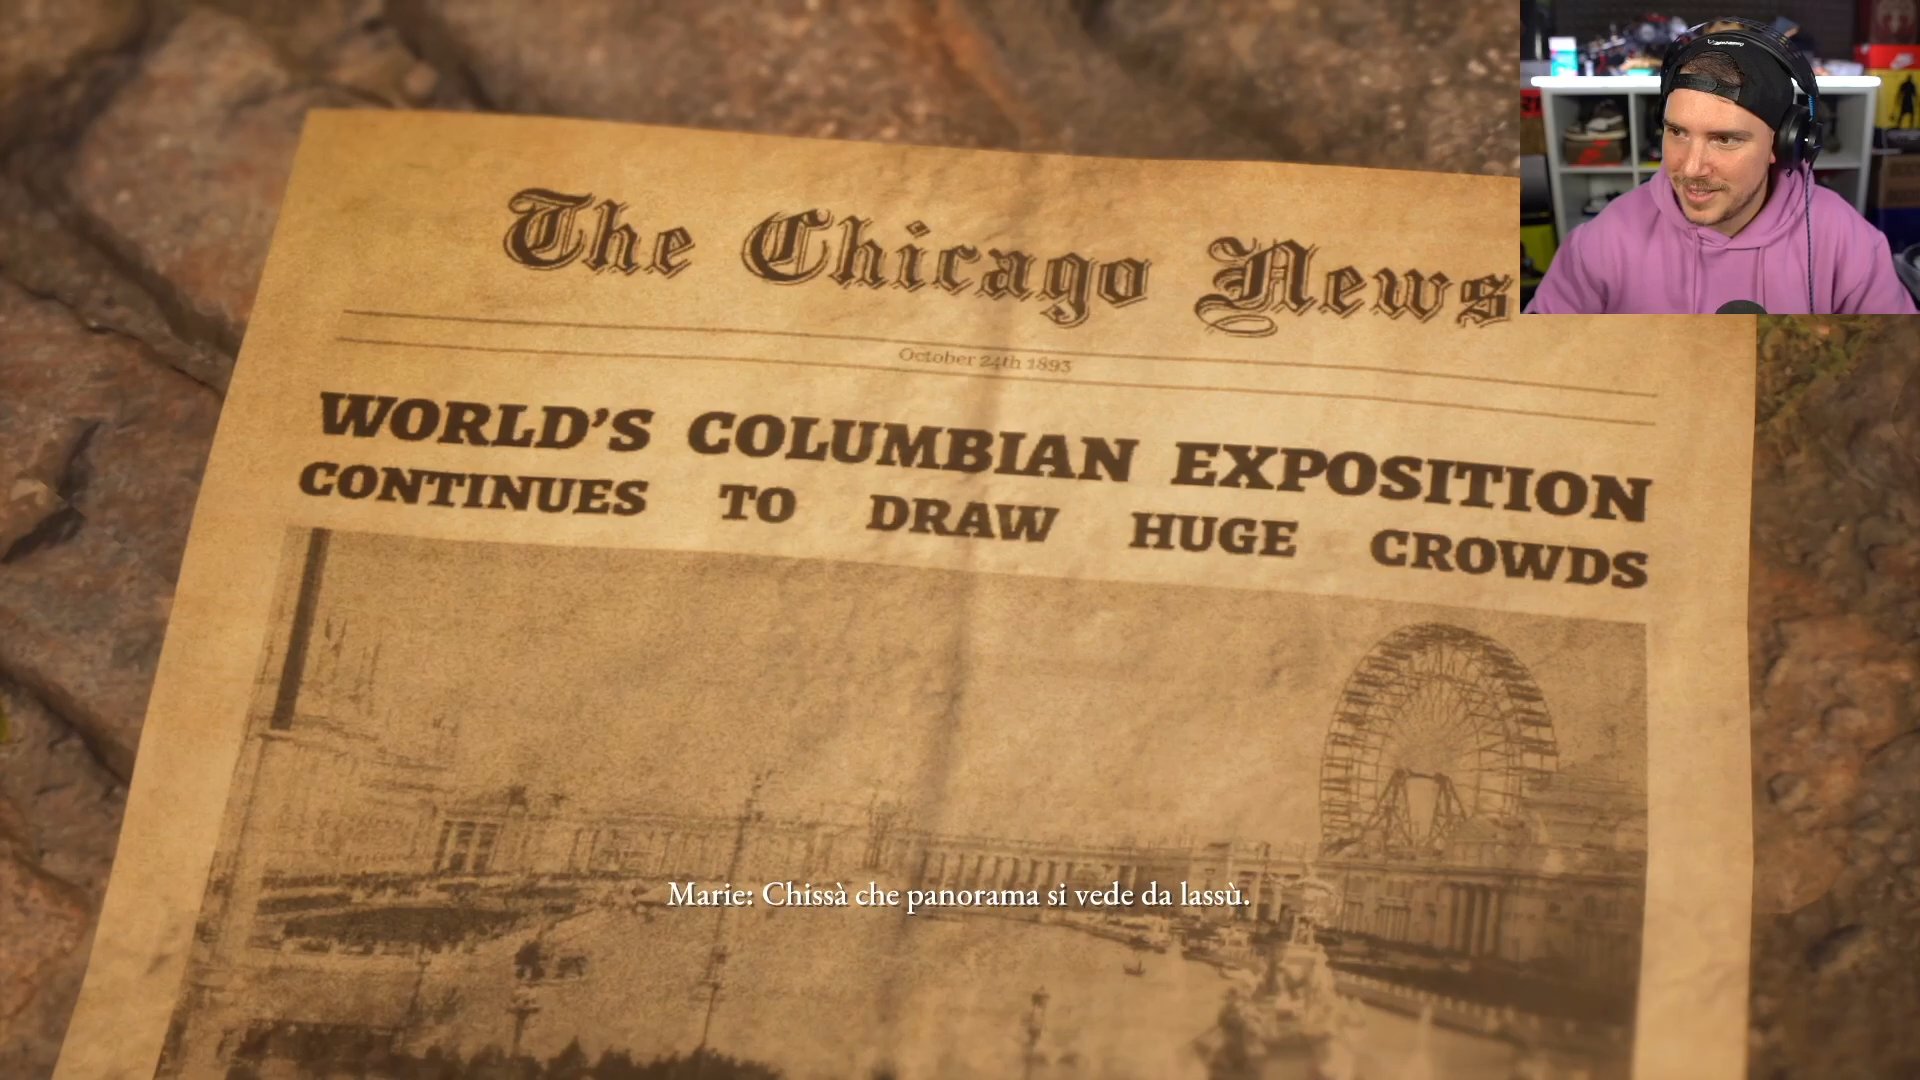 The Chicago News
October 24th 1893
WORLD'S COLUMBIAN EXPOSITION
CONTINUES TO DRAW HUGE CROWDS
Marie: Chissà che panorama si vede da lassù.